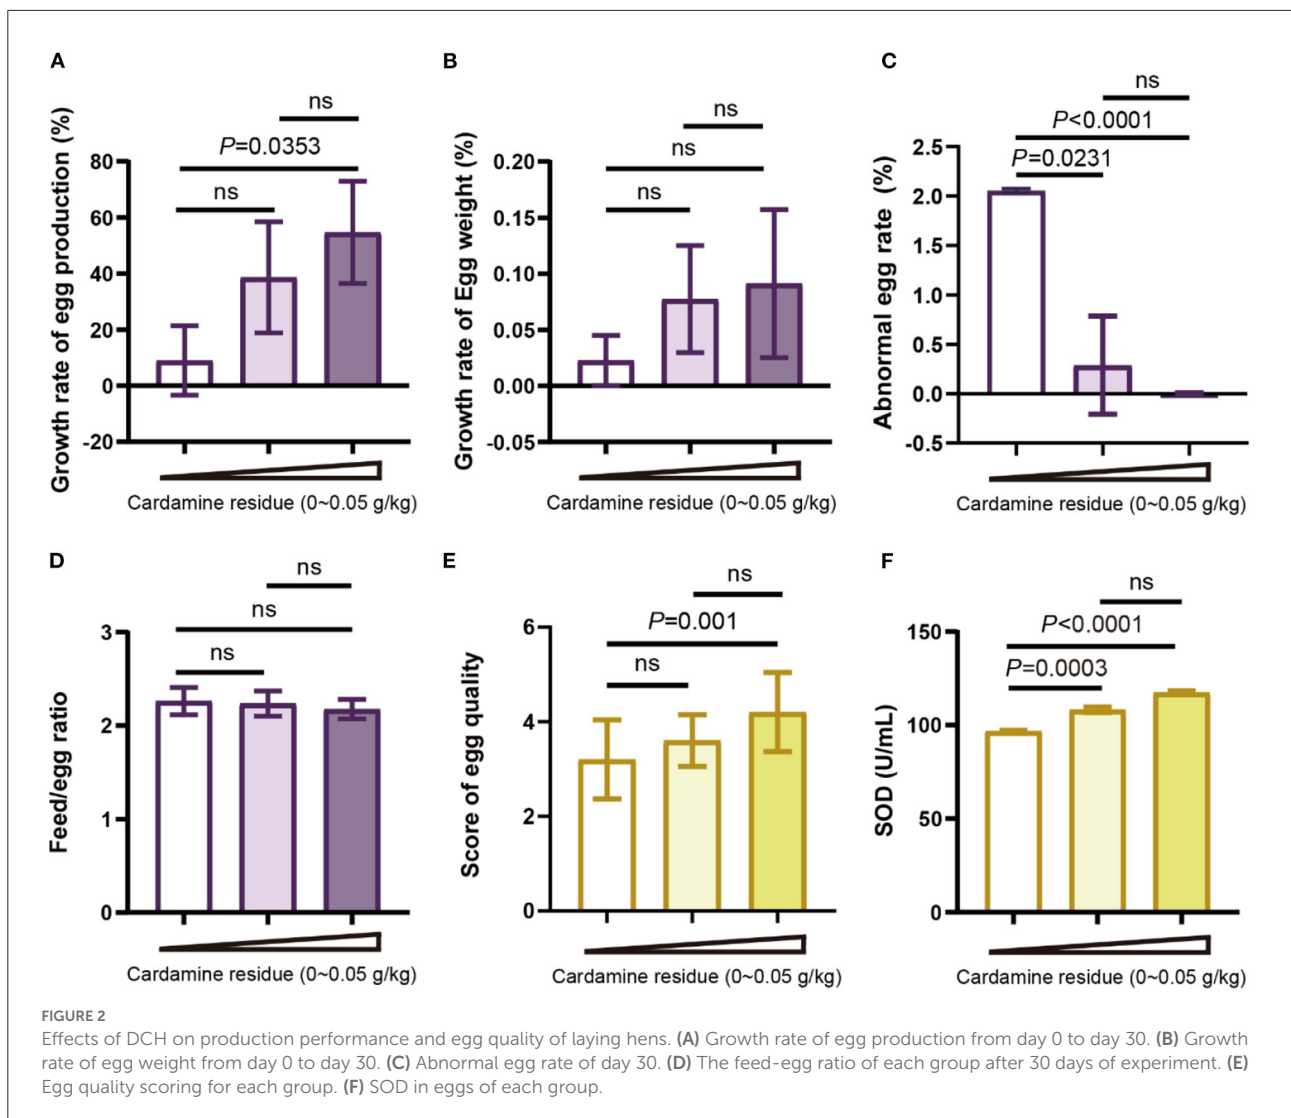 A
ns
P=0.0353
ns
Growth rate of egg production (%)
80
60
40
20
0
-20
Cardamine residue (0~0.05 g/kg)
B
ns
ns
ns
Growth rate of Egg weight (%)
0.20
0.15
0.10
0.05
0.00
-0.05
Cardamine residue (0~0.05 g/kg)
C
ns
P<0.0001
P=0.0231
Abnormal egg rate (%)
2.5
2.0
1.5
1.0
0.5
0.0
-0.5
Cardamine residue (0~0.05 g/kg)
D
ns
ns
ns
Feed/egg ratio
3
2
1
0
Cardamine residue (0~0.05 g/kg)
E
ns
P=0.001
ns
Score of egg quality
6
4
2
0
Cardamine residue (0~0.05 g/kg)
F
ns
P<0.0001
P=0.0003
SOD (U/mL)
150
100
50
0
Cardamine residue (0~0.05 g/kg)
FIGURE 2
Effects of DCH on production performance and egg quality of laying hens. (A) Growth rate of egg production from day 0 to day 30. (B) Growth
rate of egg weight from day 0 to day 30. (C) Abnormal egg rate of day 30. (D) The feed-egg ratio of each group after 30 days of experiment. (E)
Egg quality scoring for each group. (F) SOD in eggs of each group.